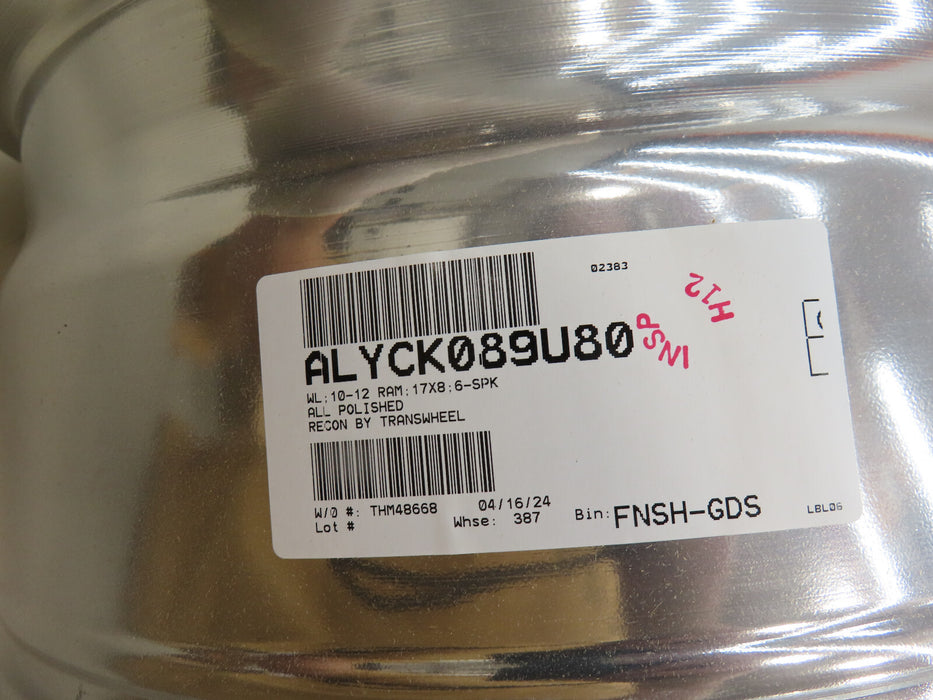 02383
H12
INSP
ALYCK089U80
WL:10-12 RAM:17X8:6-SPK
ALL POLISHED
RECON BY TRANSWHEEL
W/O #: THM48668 04/16/24
Lot # Whse: 387 Bin: FNSH-GDS
LBL06